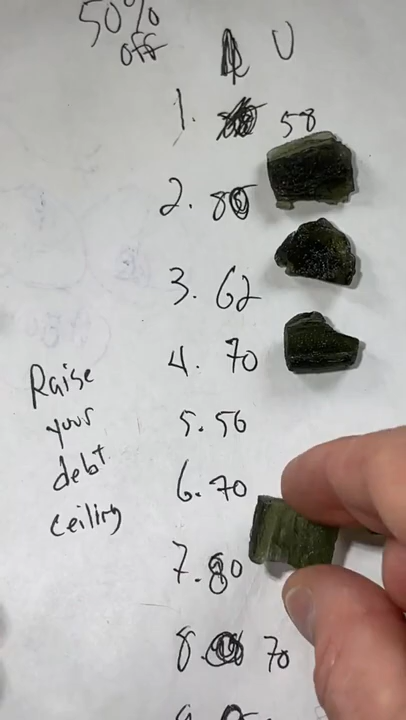 50%
off
R U
1. 58
2. 80
3. 62
4. 70
5. 56
6. 70
7. 80
8. 70
9.
Raise
your
debt
ceiling